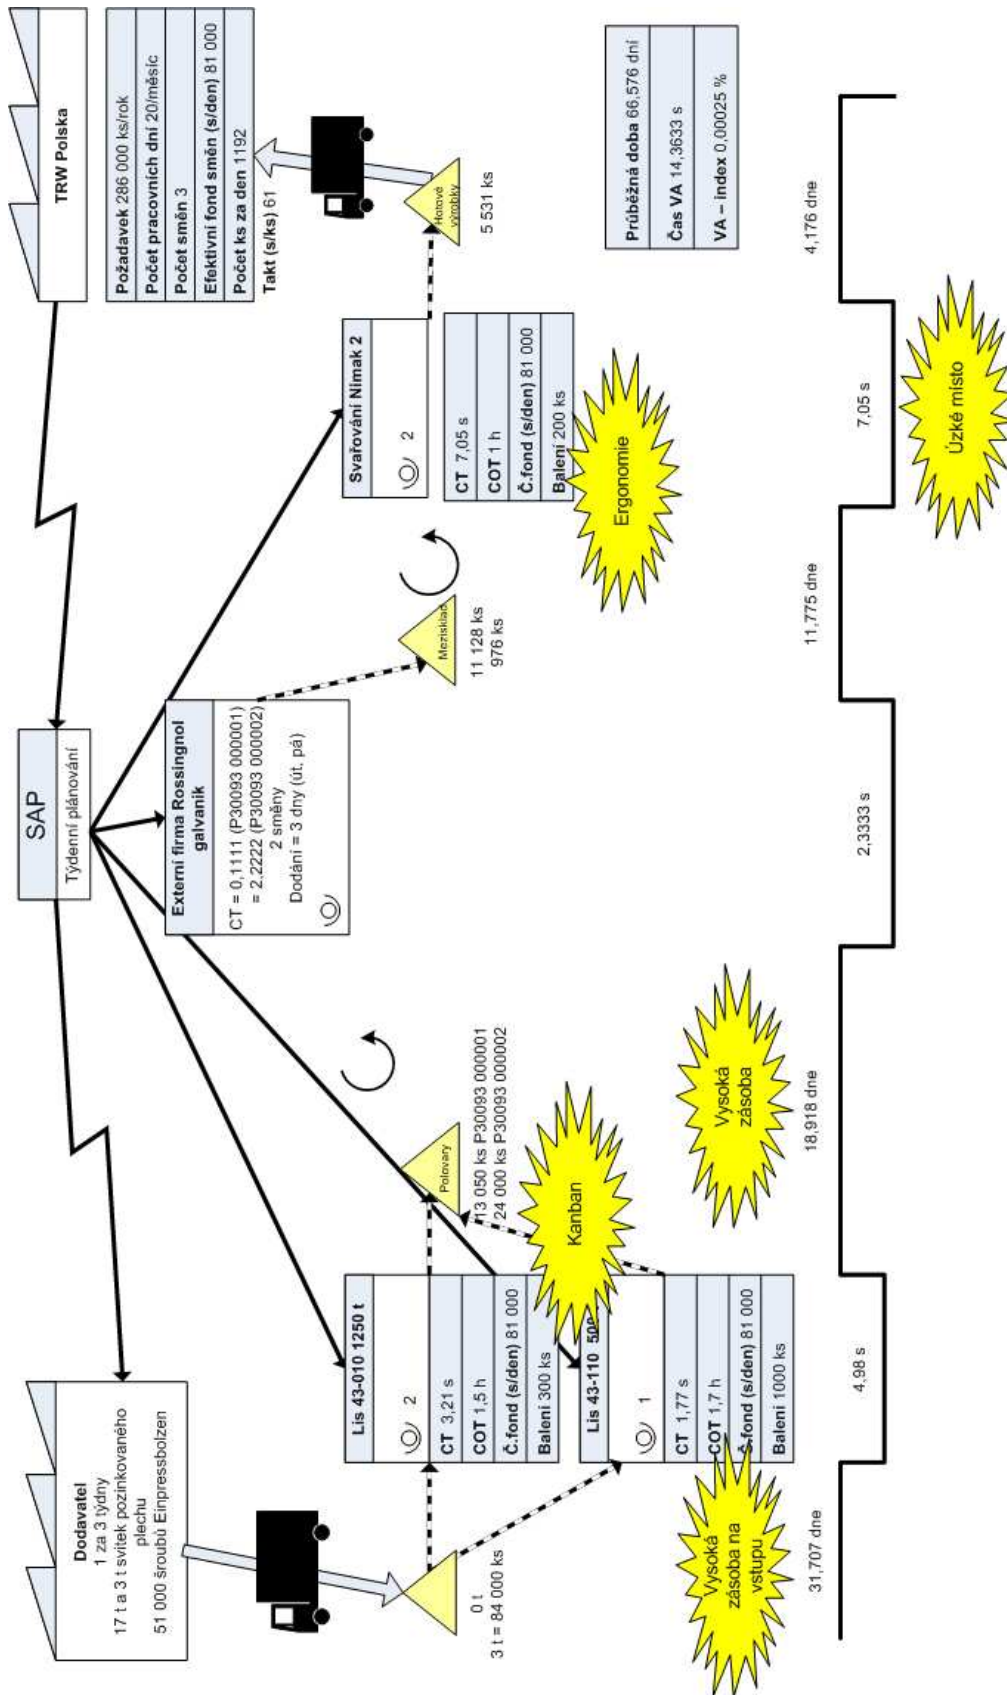 Dodavatel
1 za 3 týdny
17 t a 3 t svitek pozinkovaného
plechu
51 000 šroubů Einpressbolzen
SAP
Týdenní plánování
TRW Polska
Požadavek 286 000 ks/rok
Počet pracovních dní 20/měsíc
Počet směn 3
Efektivní fond směn (s/den) 81 000
Počet ks za den 1192
Takt (s/ks) 61
Externí firma Rossingnol
galvanik
CT = 0,1111 (P30093 000001)
= 2,2222 (P30093 000002)
2 směny
Dodání = 3 dny (út, pá)
0 t
3 t = 84 000 ks
Lis 43-010 1250 t
2
CT 3,21 s
COT 1,5 h
Č.fond (s/den) 81 000
Balení 300 ks
Lis 43-110
1
CT 1,77 s
COT 1,7 h
Č.fond (s/den) 81 000
Balení 1000 ks
Polovary
13 050 ks P30093 000001
24 000 ks P30093 000002
Kanban
Mezisklad
11 128 ks
976 ks
Svařování Nimak 2
2
CT 7,05 s
COT 1 h
Č.fond (s/den) 81 000
Balení 200 ks
Ergonomie
Hotové
výrobky
5 531 ks
Průběžná doba 66,576 dní
Čas VA 14,3633 s
VA – index 0,00025 %
Vysoká
zásoba na
vstupu
Vysoká
zásoba
31,707 dne
4,98 s
18,918 dne
2,3333 s
11,775 dne
7,05 s
4,176 dne
Úzké místo